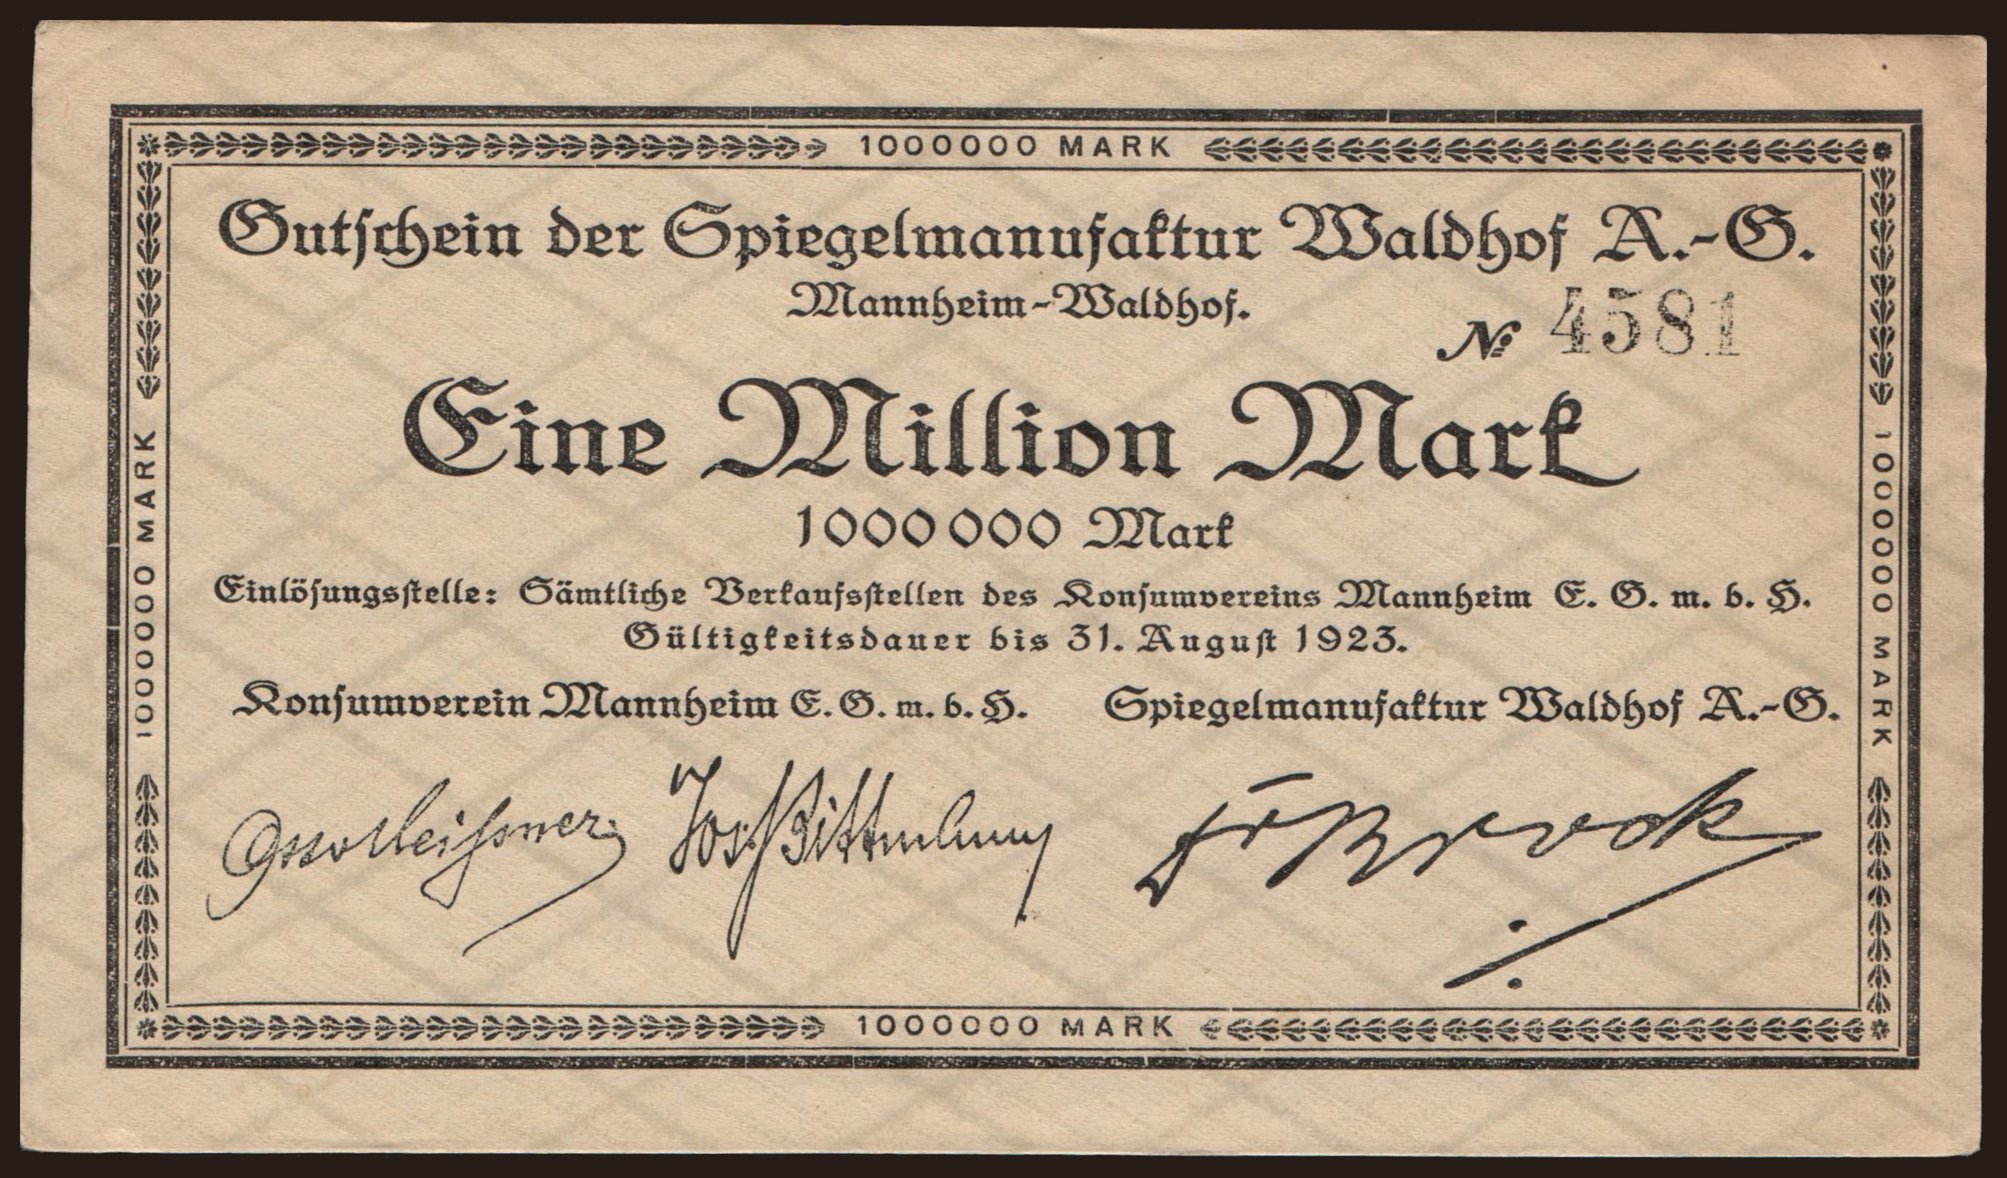 1000000 MARK
Gutschein der Spiegelmanufaktur Waldhof A.-G.
Mannheim-Waldhof.
№ 4581
Eine Million Mark
1000000 Mark
Einlösungsstelle: Sämtliche Verkaufsstellen des Konsumvereins Mannheim E. G. m. b. H.
Gültigkeitsdauer bis 31. August 1923.
Konsumverein Mannheim E. G. m. b. H.
Spiegelmanufaktur Waldhof A.-G.
1000000 MARK
1000000 MARK
1000000 MARK